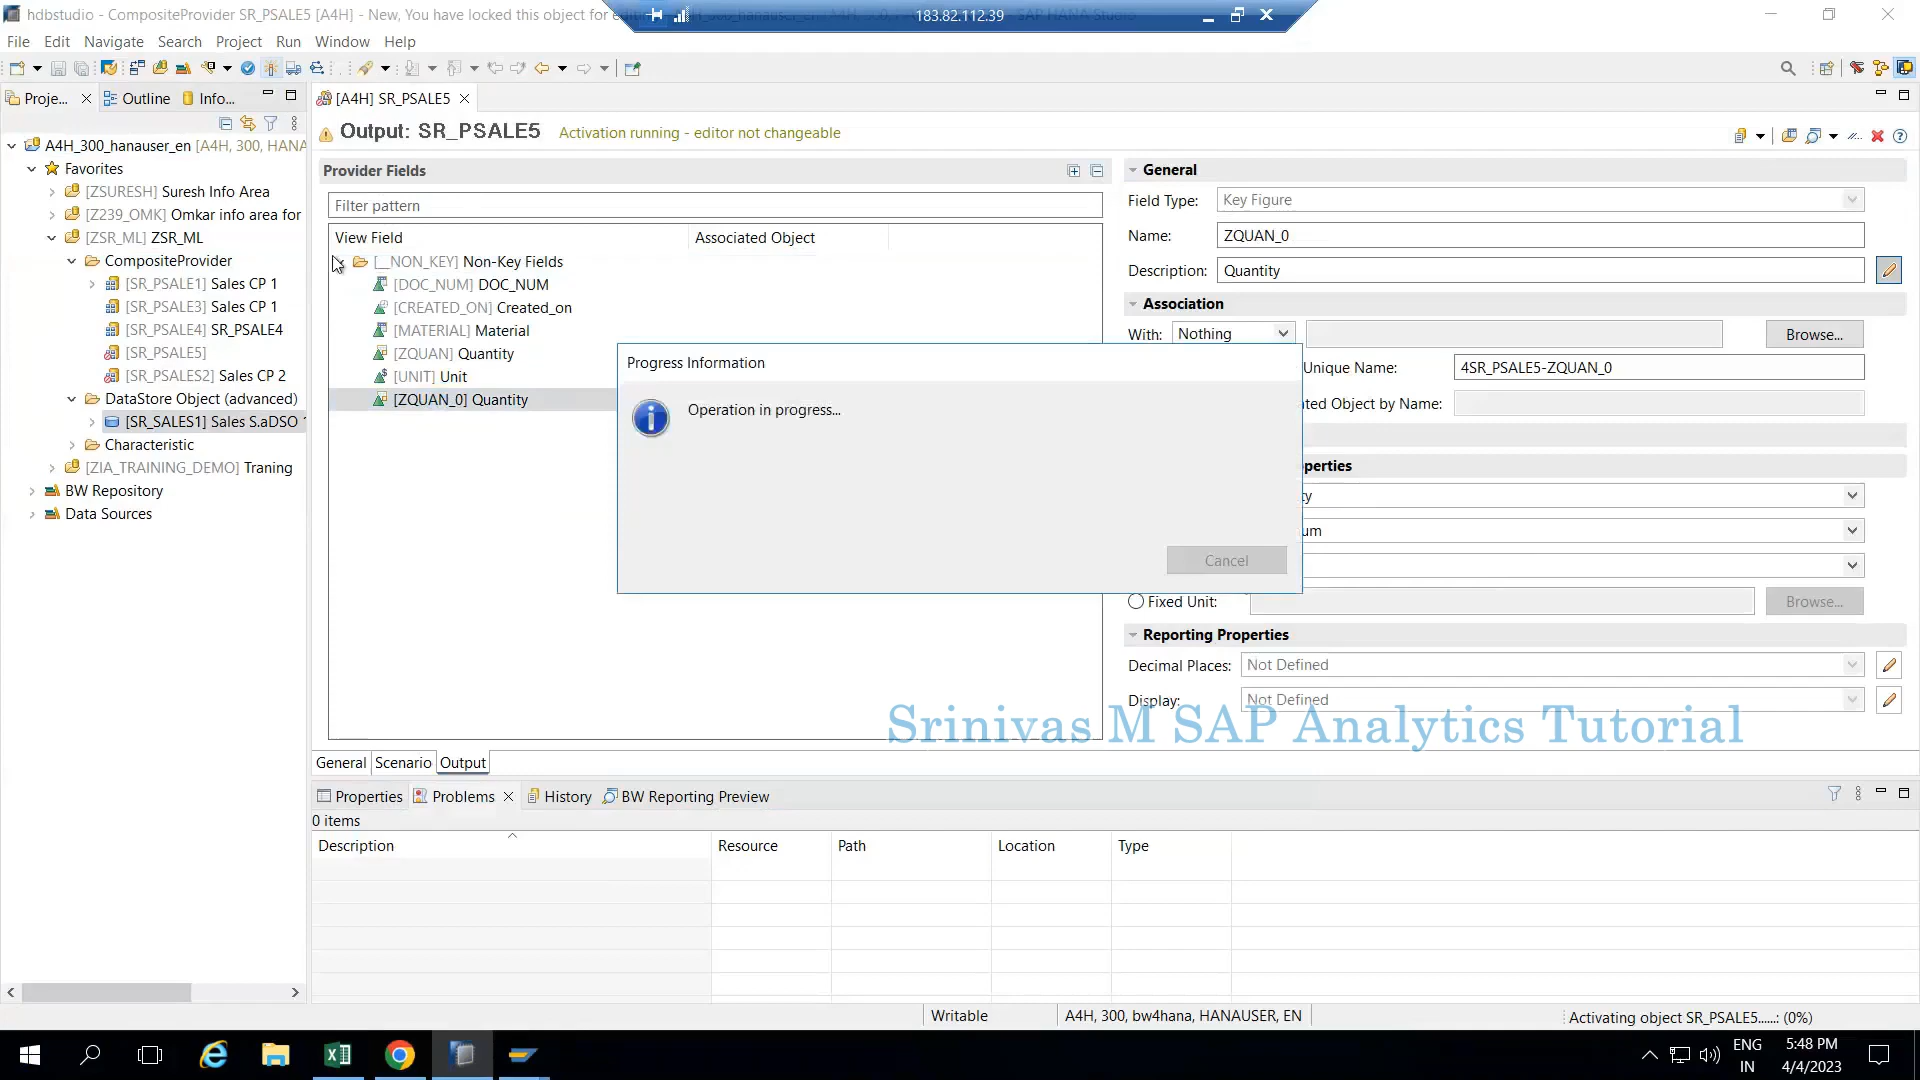 hdbstudio - CompositeProvider SR_PSALE5 [A4H] - New, You have locked this object for
183.82.112.39
File Edit Navigate Search Project Run Window Help
Proje... Outline Info...
[A4H] SR_PSALE5
Output: SR_PSALE5 Activation running - editor not changeable
A4H_300_hanauser_en [A4H, 300, HANA
Favorites
[ZSURESH] Suresh Info Area
[Z239_OMK] Omkar info area for
[ZSR_ML] ZSR_ML
CompositeProvider
[SR_PSALE1] Sales CP 1
[SR_PSALE3] Sales CP 1
[SR_PSALE4] SR_PSALE4
[SR_PSALE5]
[SR_PSALES2] Sales CP 2
DataStore Object (advanced)
[SR_SALES1] Sales S.aDSO
Characteristic
[ZIA_TRAINING_DEMO] Traning
BW Repository
Data Sources
Provider Fields
Filter pattern
View Field Associated Object
[__NON_KEY] Non-Key Fields
[DOC_NUM] DOC_NUM
[CREATED_ON] Created_on
[MATERIAL] Material
[ZQUAN] Quantity
[UNIT] Unit
[ZQUAN_0] Quantity
General
Field Type: Key Figure
Name: ZQUAN_0
Description: Quantity
Association
With: Nothing Browse...
Unique Name: 4SR_PSALE5-ZQUAN_0
ted Object by Name:
perties
ty
um
Fixed Unit: Browse...
Reporting Properties
Decimal Places: Not Defined
Display: Not Defined
Progress Information
Operation in progress...
Cancel
Srinivas M SAP Analytics Tutorial
General Scenario Output
Properties Problems History BW Reporting Preview
0 items
Description Resource Path Location Type
Writable A4H, 300, bw4hana, HANAUSER, EN Activating object SR_PSALE5......: (0%)
ENG
IN
5:48 PM
4/4/2023